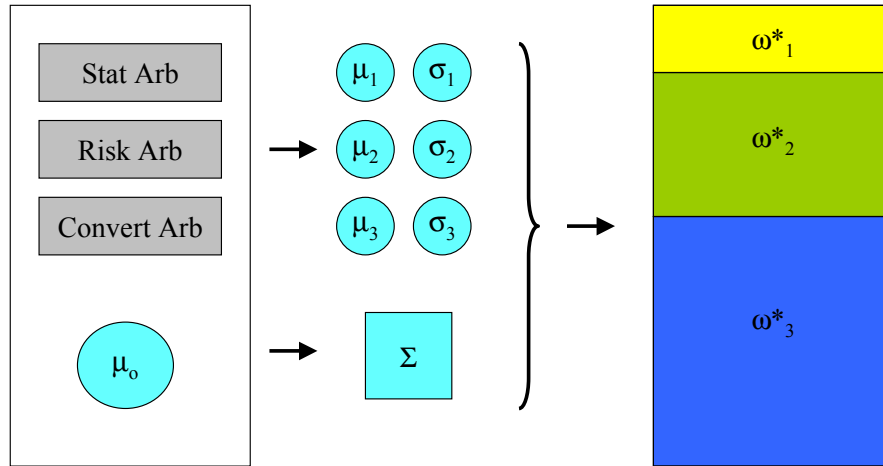 Stat Arb
Risk Arb
Convert Arb
μo
μ1 σ1
μ2 σ2
μ3 σ3
Σ
ω*1
ω*2
ω*3